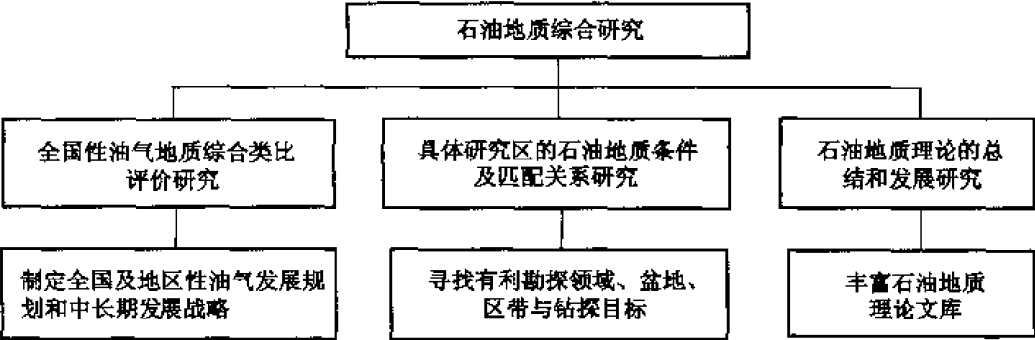 石油地质综合研究
全国性油气地质综合类比
评价研究
具体研究区的石油地质条件
及匹配关系研究
石油地质理论的总
结和发展研究
制定全国及地区性油气发展规
划和中长期发展战略
寻找有利勘探领域、盆地、
区带与钻探目标
丰富石油地质
理论文库